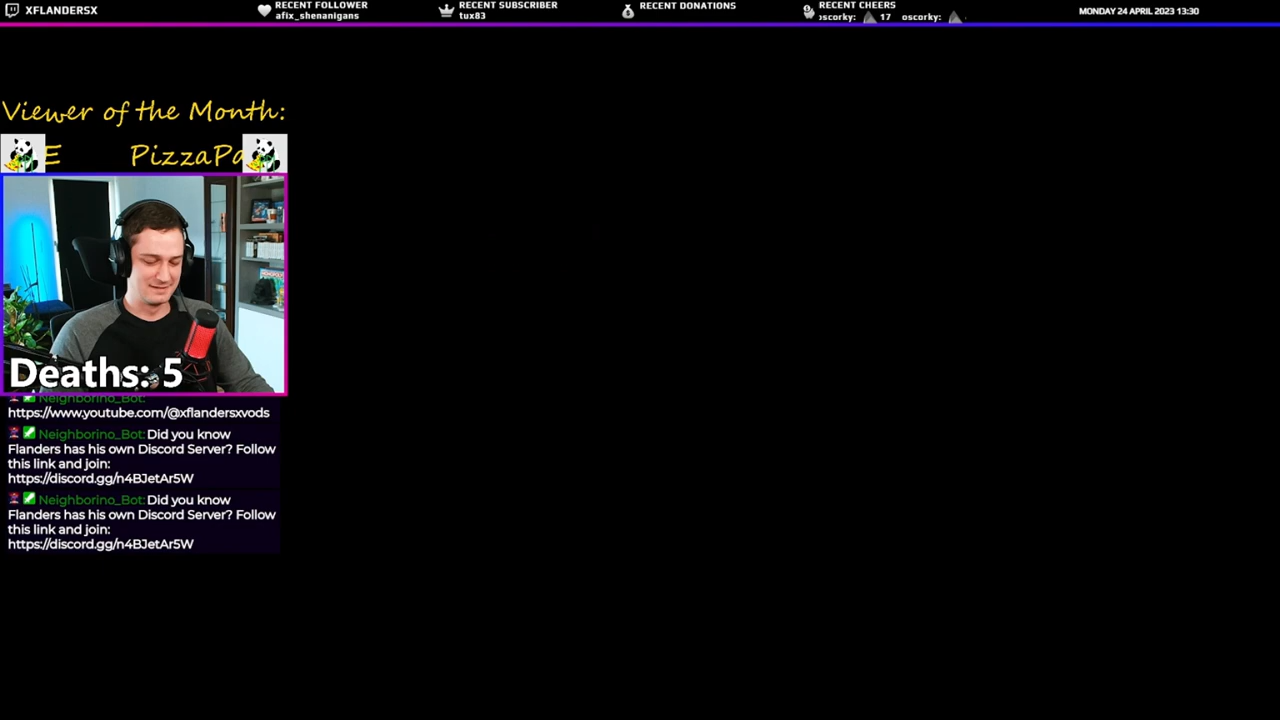 XFLANDERSX
RECENT FOLLOWER
afix_shenanigans
RECENT SUBSCRIBER
tux83
RECENT DONATIONS
RECENT CHEERS
oscorky: 17 oscorky:
MONDAY 24 APRIL 2023 13:30
Viewer of the Month:
E PizzaPa
Deaths: 5
Neighborino_Bot:
https://www.youtube.com/@xflandersxvods
Neighborino_Bot: Did you know
Flanders has his own Discord Server? Follow
this link and join:
https://discord.gg/n4BJetAr5W
Neighborino_Bot: Did you know
Flanders has his own Discord Server? Follow
this link and join:
https://discord.gg/n4BJetAr5W